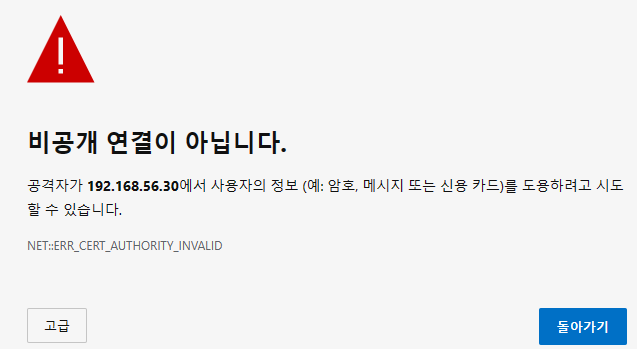 비공개 연결이 아닙니다.
공격자가 192.168.56.30에서 사용자의 정보 (예: 암호, 메시지 또는 신용 카드)를 도용하려고 시도
할 수 있습니다.
NET::ERR_CERT_AUTHORITY_INVALID
고급
돌아가기